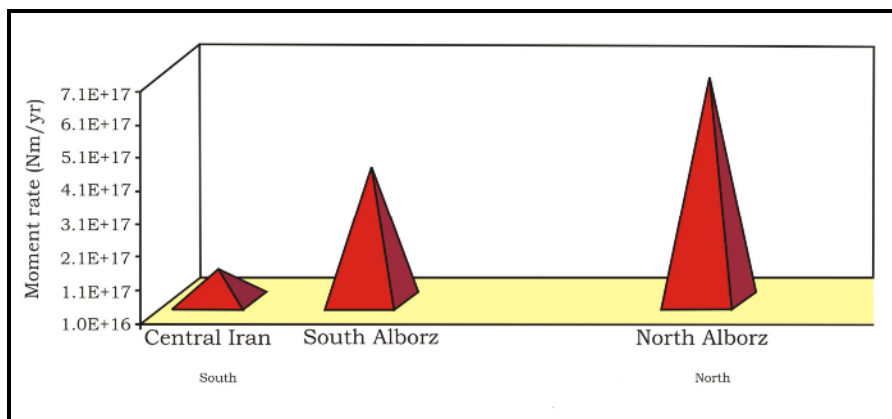 Moment rate (Nm/yr)
7.1E+17
6.1E+17
5.1E+17
4.1E+17
3.1E+17
2.1E+17
1.1E+17
1.0E+16
Central Iran South Alborz North Alborz
South North